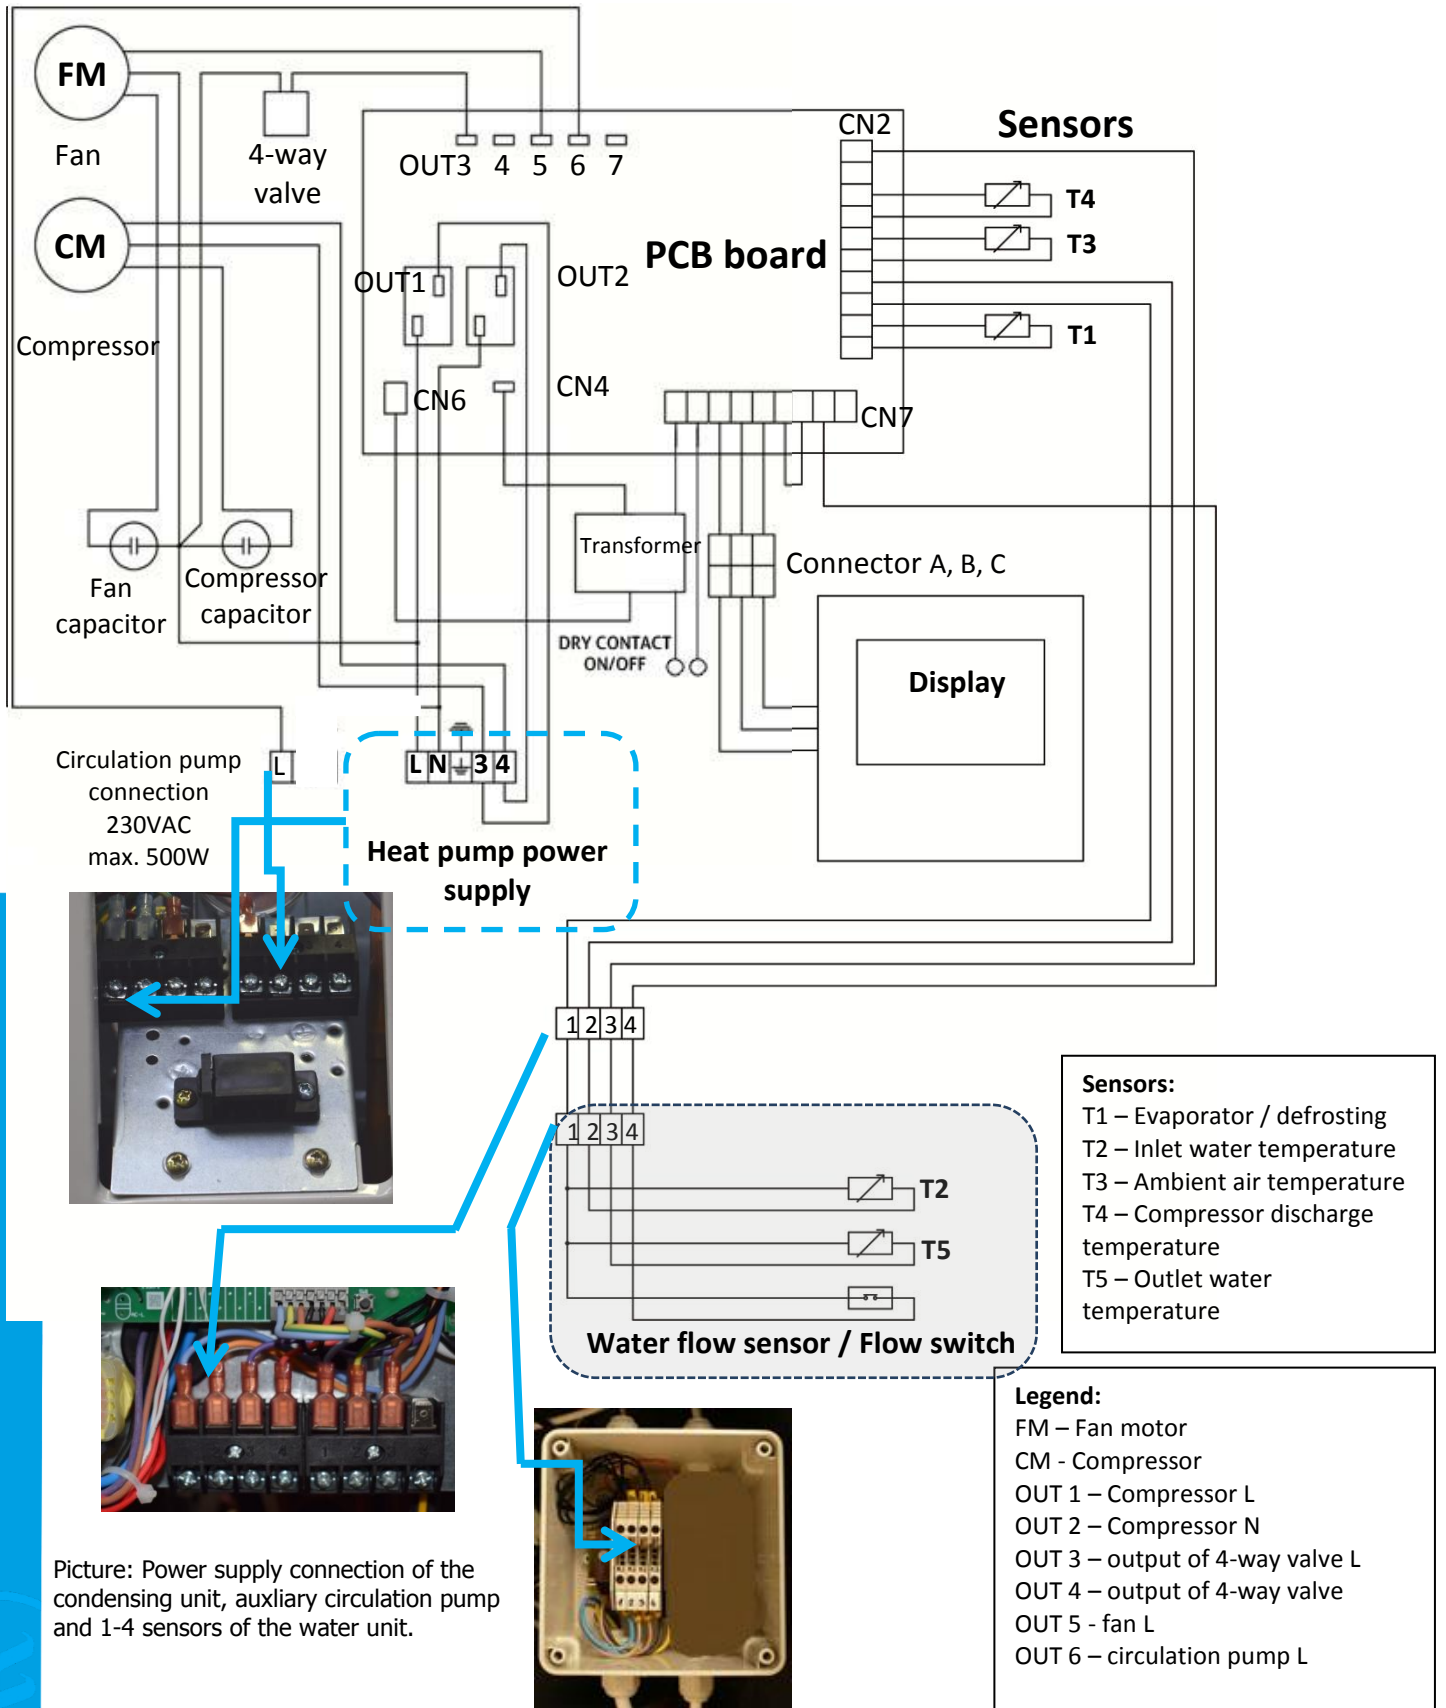 FM
Fan
4-way
valve
CM
Compressor
OUT3 4 5 6 7
CN2
Sensors
T4
T3
T1
PCB board
OUT1
OUT2
CN6
CN4
CN7
Transformer
Connector A, B, C
Fan
capacitor
Compressor
capacitor
DRY CONTACT
ON/OFF
Display
Circulation pump
connection
230VAC
max. 500W
L
L N 3 4
Heat pump power
supply
1 2 3 4
1 2 3 4
T2
T5
Water flow sensor / Flow switch
Sensors:
T1 – Evaporator / defrosting
T2 – Inlet water temperature
T3 – Ambient air temperature
T4 – Compressor discharge
temperature
T5 – Outlet water
temperature
Legend:
FM – Fan motor
CM - Compressor
OUT 1 – Compressor L
OUT 2 – Compressor N
OUT 3 – output of 4-way valve L
OUT 4 – output of 4-way valve
OUT 5 - fan L
OUT 6 – circulation pump L
Picture: Power supply connection of the
condensing unit, auxliary circulation pump
and 1-4 sensors of the water unit.